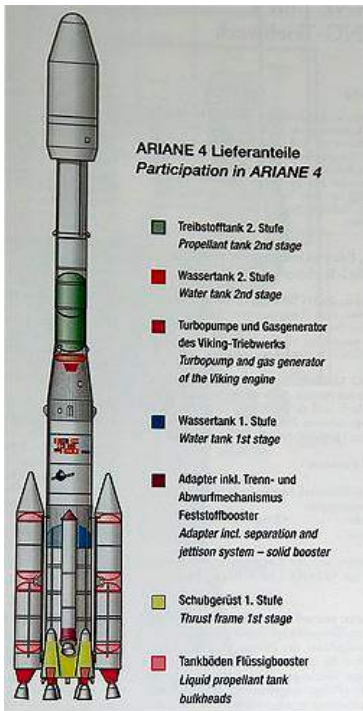 ARIANE 4 Lieferanteile
Participation in ARIANE 4
Treibstofftank 2. Stufe
Propellant tank 2nd stage
Wassertank 2. Stufe
Water tank 2nd stage
Turbopumpe und Gasgenerator
des Viking-Triebwerks
Turbopump and gas generator
of the Viking engine
Wassertank 1. Stufe
Water tank 1st stage
Adapter inkl. Trenn- und
Abwurfmechanismus
Feststoffbooster
Adapter incl. separation and
jettison system – solid booster
Schubgerüst 1. Stufe
Thrust frame 1st stage
Tankböden Flüssigbooster
Liquid propellant tank
bulkheads